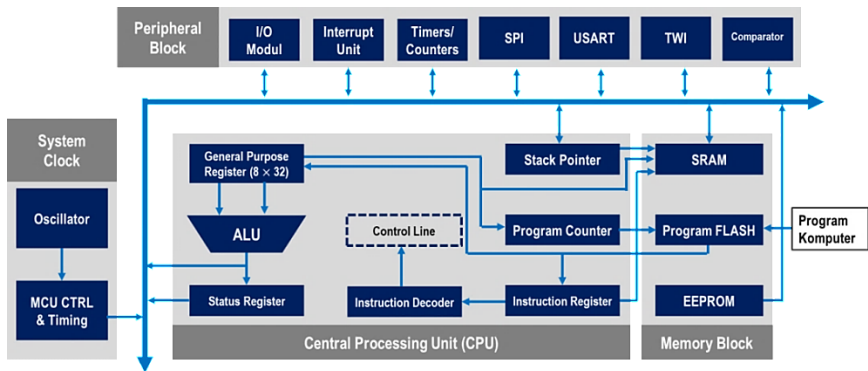 Peripheral
Block
I/O
Modul
Interrupt
Unit
Timers/
Counters
SPI
USART
TWI
Comparator
System
Clock
Oscillator
MCU CTRL
& Timing
General Purpose
Register (8 × 32)
ALU
Status Register
Control Line
Instruction Decoder
Stack Pointer
Program Counter
Instruction Register
Central Processing Unit (CPU)
SRAM
Program FLASH
EEPROM
Memory Block
Program
Komputer